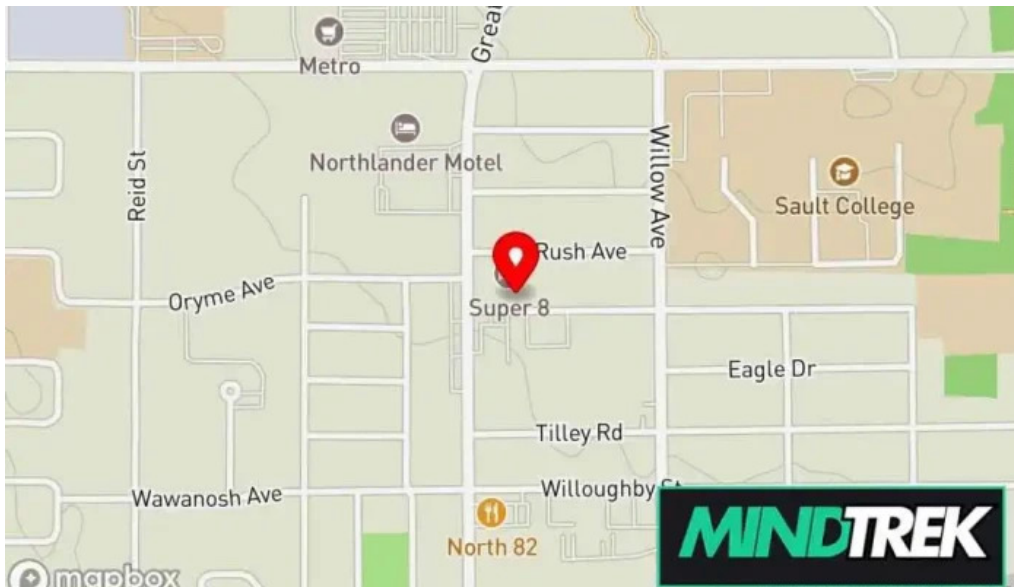 Grea
Metro
Northlander Motel
Reid St
Willow Ave
Sault College
Rush Ave
Oryme Ave
Super 8
Eagle Dr
Tilley Rd
Wawanosh Ave
Willoughby St
North 82
MINDTREK
mapbox